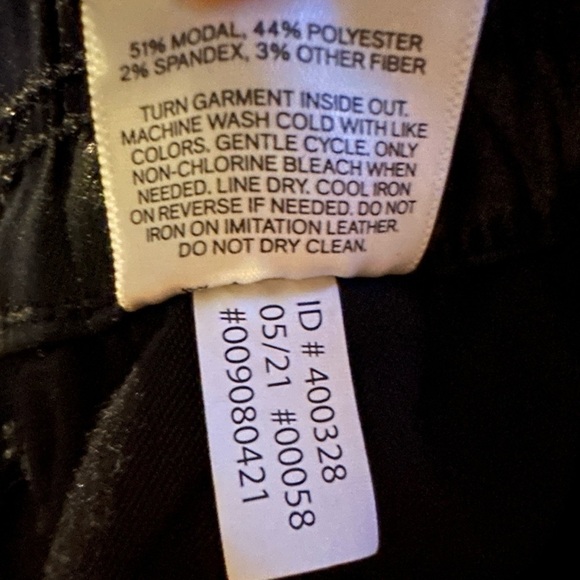 51% MODAL, 44% POLYESTER
2% SPANDEX, 3% OTHER FIBER
TURN GARMENT INSIDE OUT.
MACHINE WASH COLD WITH LIKE
COLORS. GENTLE CYCLE. ONLY
NON-CHLORINE BLEACH WHEN
NEEDED. LINE DRY. COOL IRON
ON REVERSE IF NEEDED. DO NOT
IRON ON IMITATION LEATHER.
DO NOT DRY CLEAN.
ID # 400328
05/21 #00058
#009080421